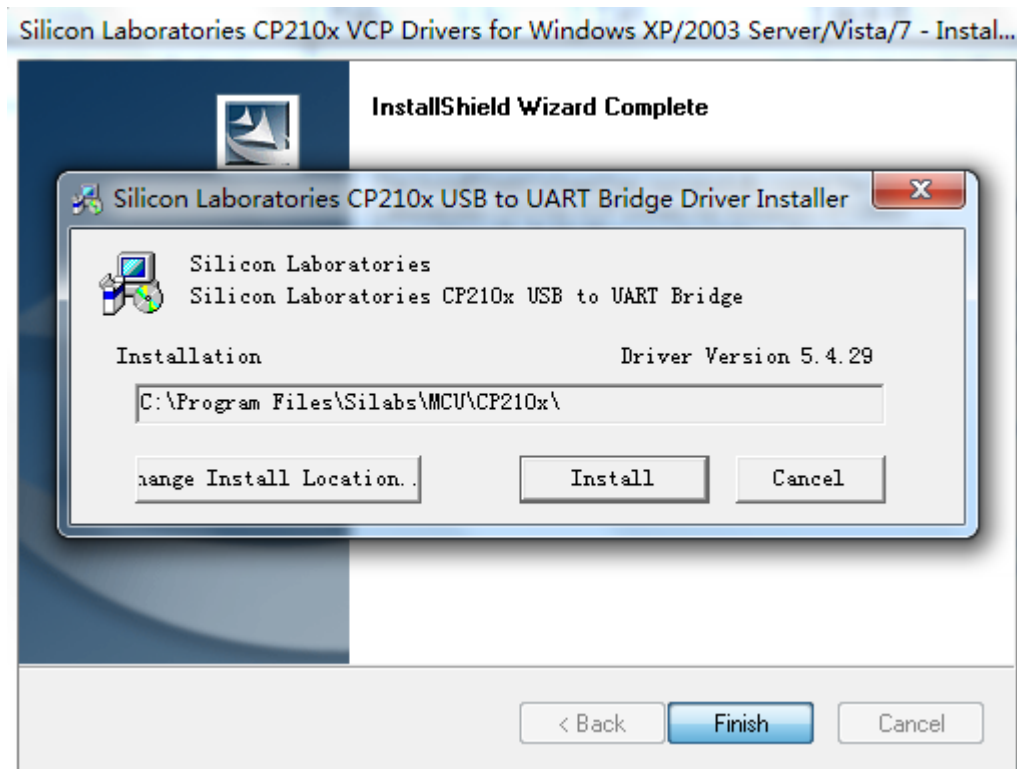 Silicon Laboratories CP210x VCP Drivers for Windows XP/2003 Server/Vista/7 - Instal...
InstallShield Wizard Complete
Silicon Laboratories CP210x USB to UART Bridge Driver Installer
Silicon Laboratories
Silicon Laboratories CP210x USB to UART Bridge
Installation
Driver Version 5.4.29
C:\Program Files\Silabs\MCU\CP210x\
hange Install Location..
Install
Cancel
< Back
Finish
Cancel